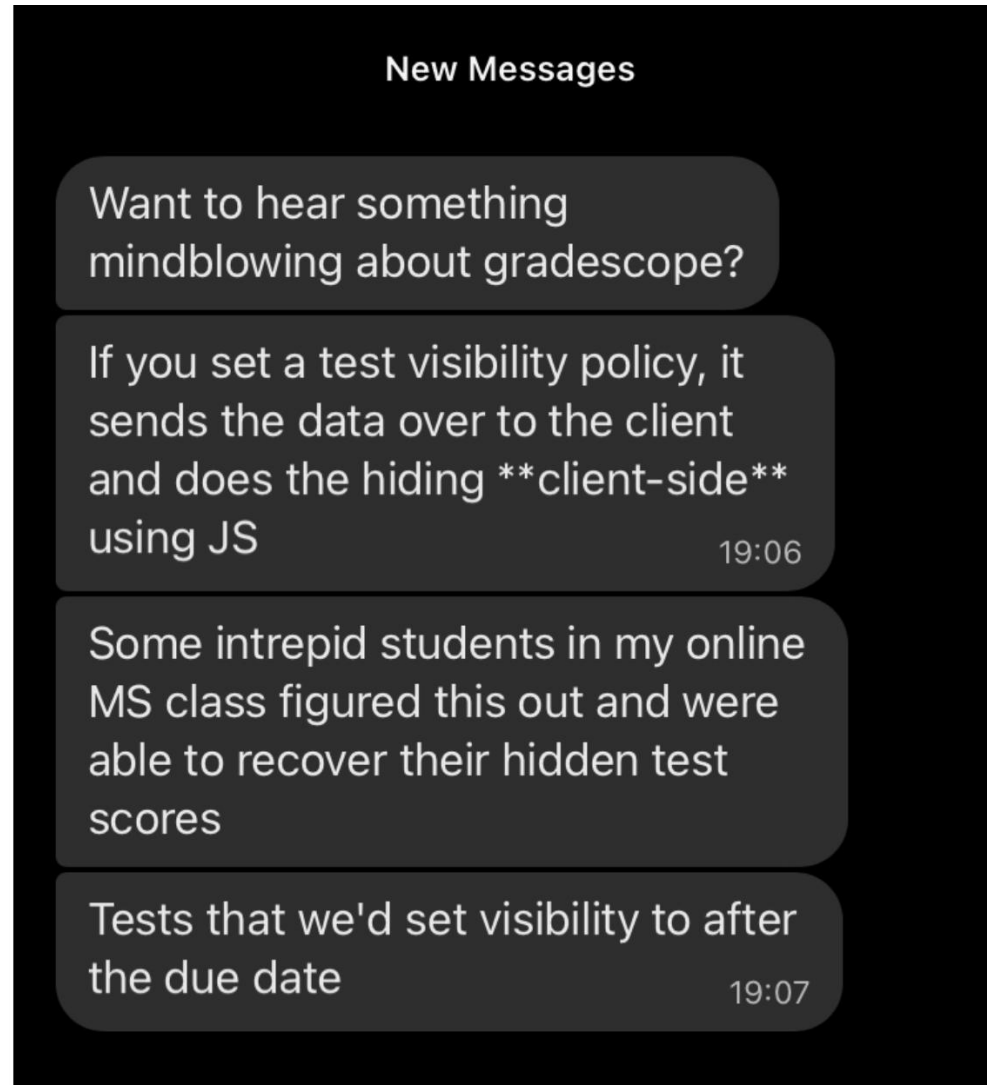 New Messages
Want to hear something
mindblowing about gradescope?
If you set a test visibility policy, it
sends the data over to the client
and does the hiding **client-side**
using JS
19:06
Some intrepid students in my online
MS class figured this out and were
able to recover their hidden test
scores
Tests that we'd set visibility to after
the due date
19:07